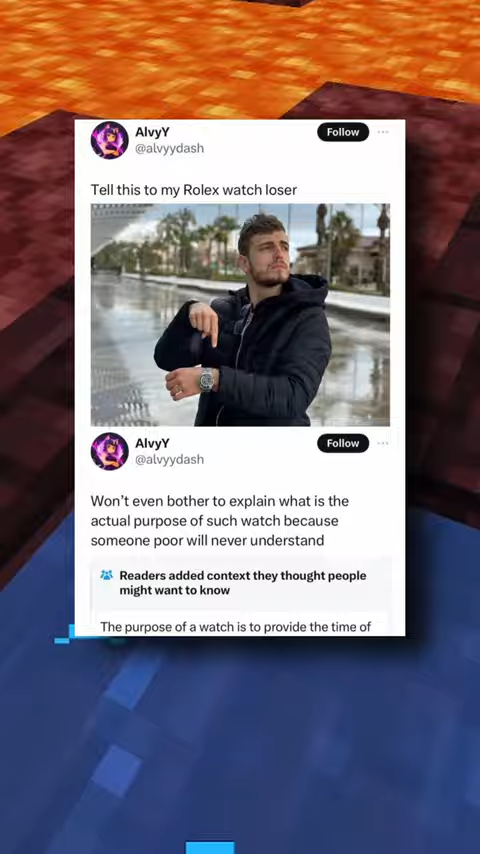 AlvyY
Follow
@alvyydash
Tell this to my Rolex watch loser
AlvyY
Follow
@alvyydash
Won’t even bother to explain what is the
actual purpose of such watch because
someone poor will never understand
Readers added context they thought people
might want to know
The purpose of a watch is to provide the time of